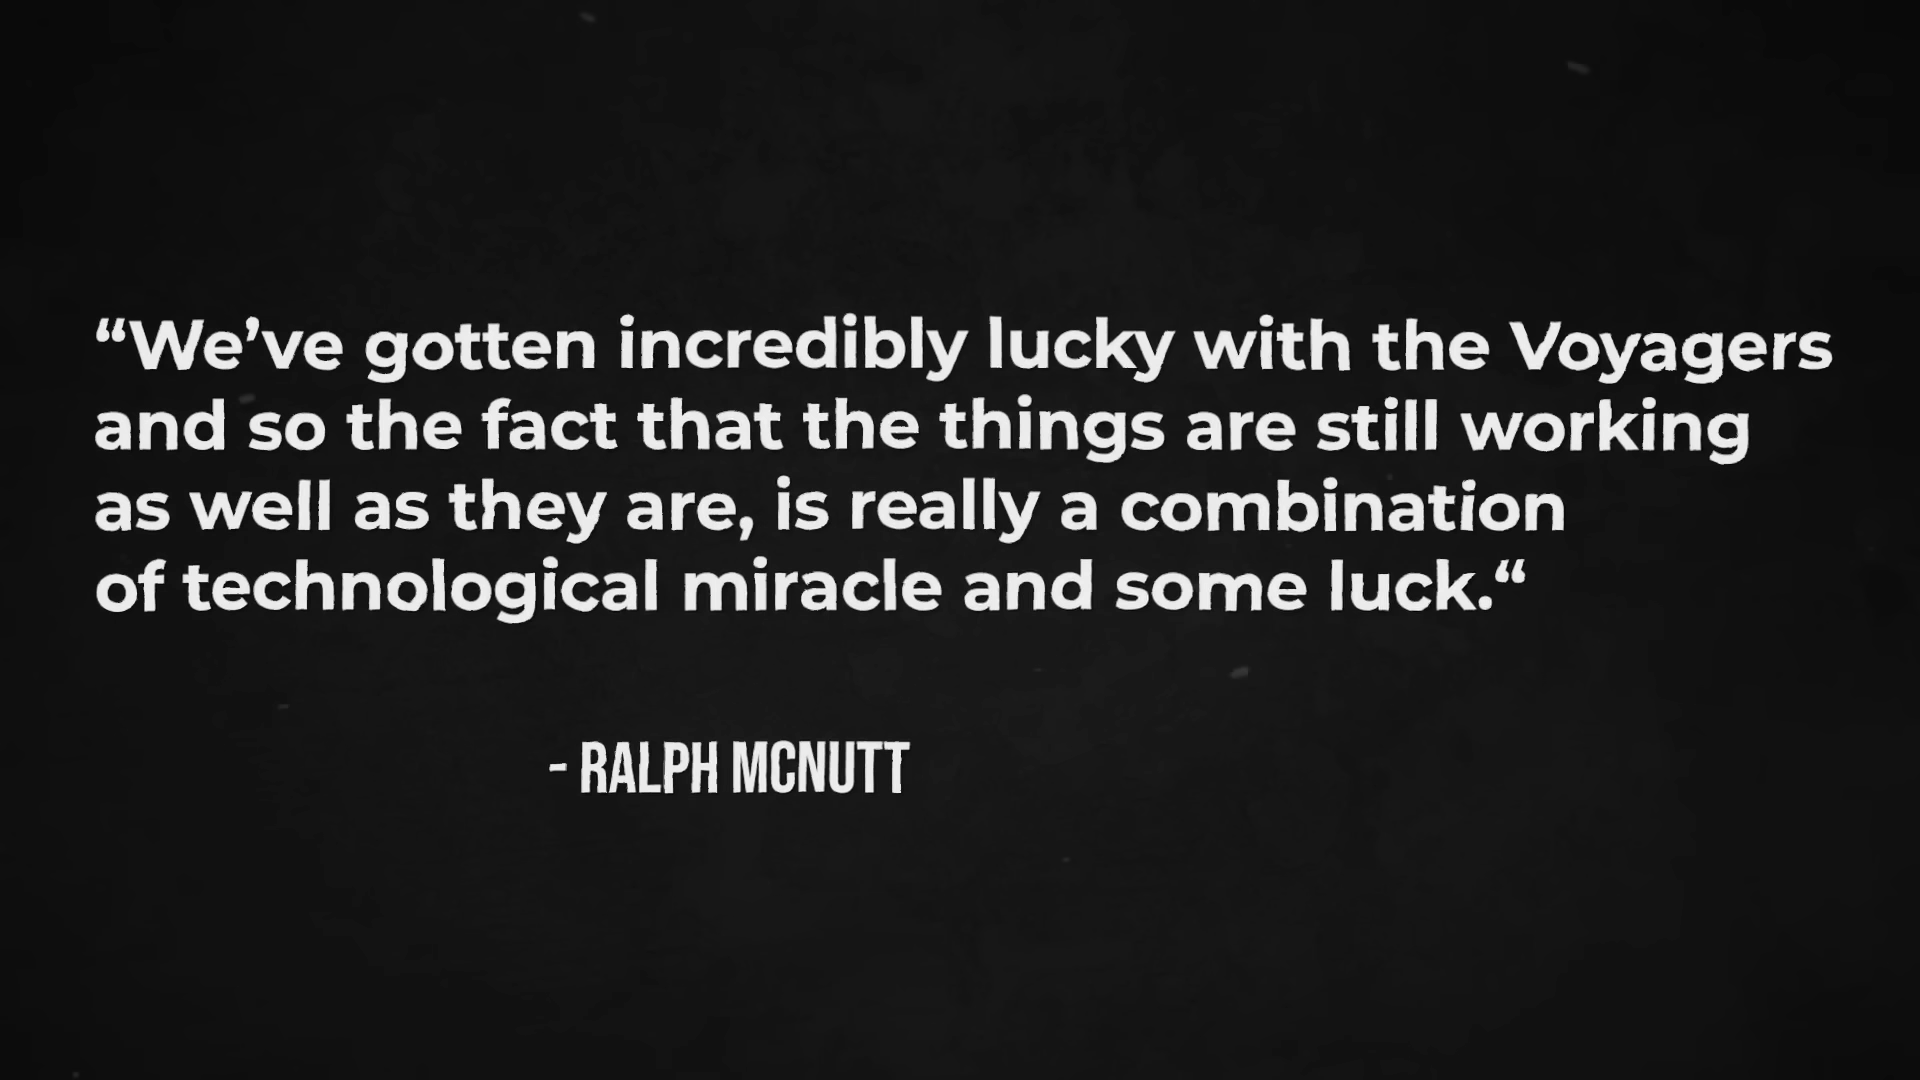 “We’ve gotten incredibly lucky with the Voyagers
and so the fact that the things are still working
as well as they are, is really a combination
of technological miracle and some luck.“
- RALPH MCNUTT